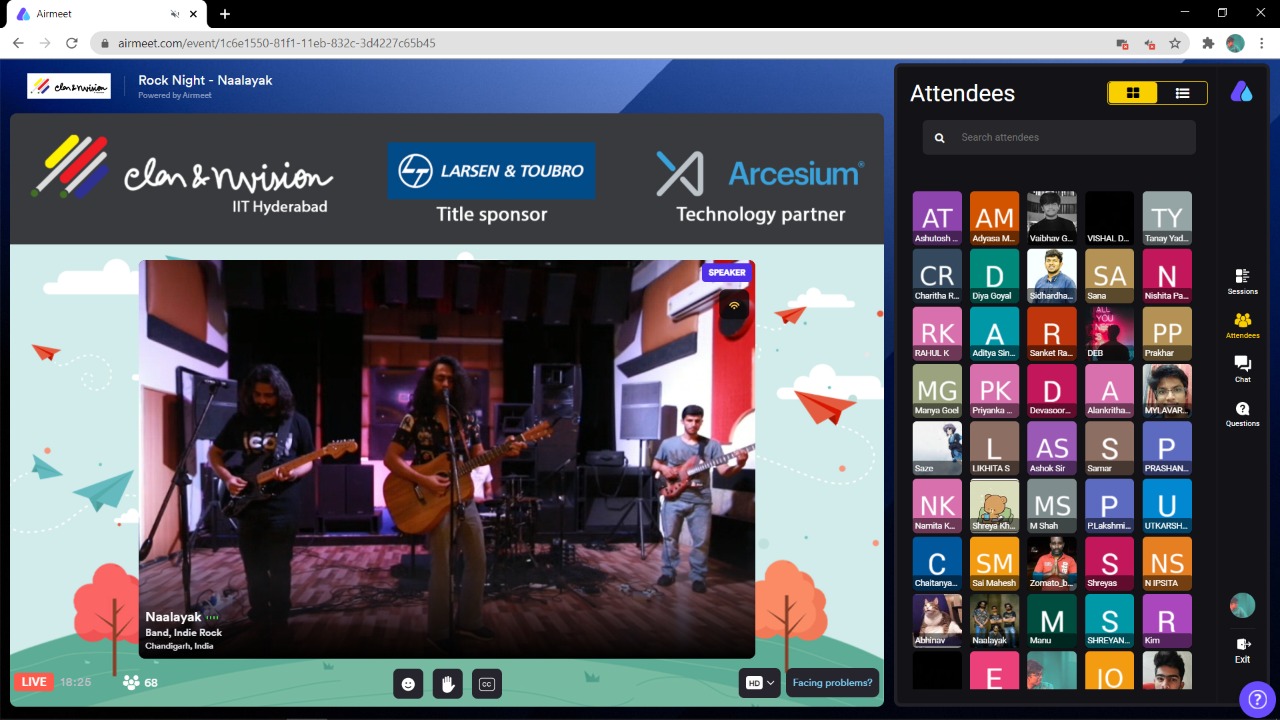 Airmeet
airmeet.com/event/1c6e1550-81f1-11eb-832c-3d4227c65b45
elan & nvision
Rock Night - Naalayak
Powered by Airmeet
elan & nvision
IIT Hyderabad
LARSEN & TOUBRO
Title sponsor
Arcesium®
Technology partner
SPEAKER
Naalayak
Band, Indie Rock
Chandigarh, India
LIVE
18:25
68
CC
HD
Facing problems?
Attendees
Search attendees
AT
AM
TY
Ashutosh ...
Adyasa M...
Vaibhav G...
VISHAL D...
Tanay Yad...
CR
D
SA
N
Charitha R...
Diya Goyal
Sidhardha...
Sana
Nishita Pa...
RK
A
R
ALL
YOU
PP
RAHUL K
Aditya Sin...
Sanket Ra...
DEB
Prakhar
MG
PK
D
A
Manya Goel
Priyanka ...
Devasoor...
Alankritha...
MYLAVAR...
L
AS
S
P
Saze
LIKHITA S
Ashok Sir
Samar
PRASHAN...
NK
MS
P
U
Namita K...
Shreya Kh...
M Shah
P.Lakshmi...
UTKARSH...
C
SM
S
NS
Chaitanya...
Sai Mahesh
Zomato_b...
Shreyas
N IPSITA
M
S
R
Abhinav
Naalayak
Manu
SHREYAN...
Kim
E
IO
Sessions
Attendees
Chat
Questions
Exit